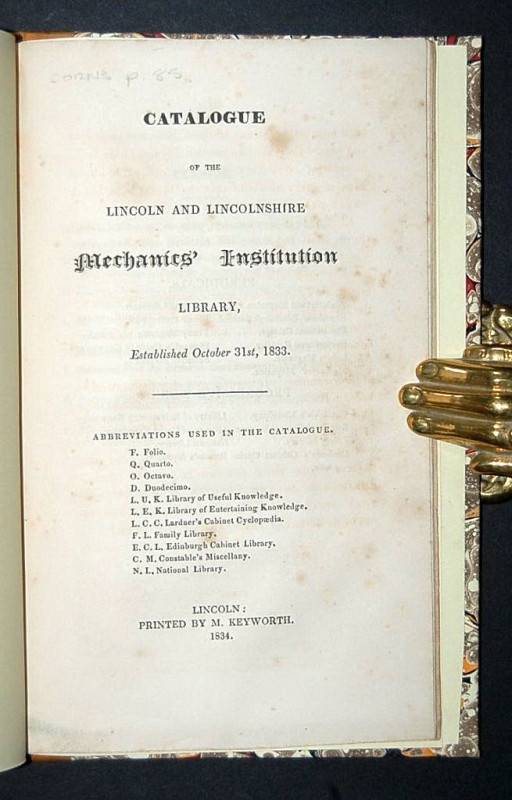 CORNS p. 85.
CATALOGUE
OF THE
LINCOLN AND LINCOLNSHIRE
Mechanics' Institution
LIBRARY,
Established October 31st, 1833.
ABBREVIATIONS USED IN THE CATALOGUE.
F. Folio.
Q. Quarto.
O. Octavo.
D. Duodecimo.
L. U. K. Library of Useful Knowledge.
L. E. K. Library of Entertaining Knowledge.
L. C. C. Lardner's Cabinet Cyclopædia.
F. L. Family Library.
E. C. L. Edinburgh Cabinet Library.
C. M. Constable's Miscellany.
N. L. National Library.
LINCOLN:
PRINTED BY M. KEYWORTH.
1834.